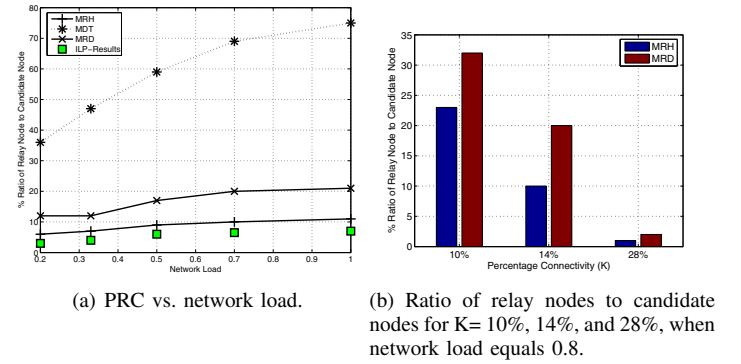 80
70
60
50
40
30
20
10
0
% Ratio of Relay Node to Candidate Node
MRH
MDT
MRD
ILP-Results
0.2 0.3 0.4 0.5 0.6 0.7 0.8 0.9 1
Network Load
(a) PRC vs. network load.
35
30
25
20
15
10
5
0
% Ratio of Relay Node to Candidate Node
MRH
MRD
10% 14% 28%
Percentage Connectivity (K)
(b) Ratio of relay nodes to candidate
nodes for K= 10%, 14%, and 28%, when
network load equals 0.8.